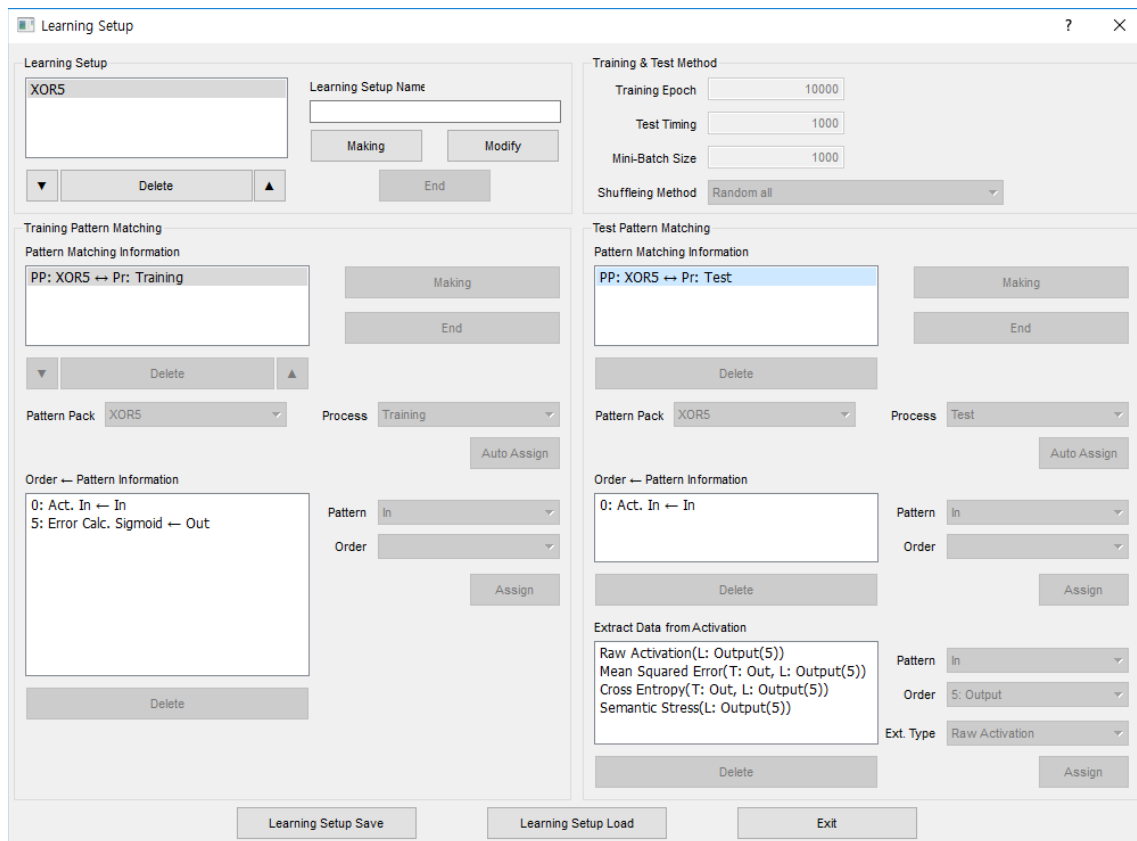 Learning Setup
?
Learning Setup
XOR5
Learning Setup Name
Making
Modify
▼
Delete
▲
End
Training & Test Method
Training Epoch
10000
Test Timing
1000
Mini-Batch Size
1000
Shuffleing Method
Random all
Training Pattern Matching
Pattern Matching Information
PP: XOR5 ↔ Pr: Training
Making
End
▼
Delete
▲
Pattern Pack
XOR5
Process
Training
Auto Assign
Order ← Pattern Information
0: Act. In ← In
5: Error Calc. Sigmoid ← Out
Pattern
In
Order
Assign
Delete
Test Pattern Matching
Pattern Matching Information
PP: XOR5 ↔ Pr: Test
Making
End
Delete
Pattern Pack
XOR5
Process
Test
Auto Assign
Order ← Pattern Information
0: Act. In ← In
Pattern
In
Order
Delete
Assign
Extract Data from Activation
Raw Activation(L: Output(5))
Mean Squared Error(T: Out, L: Output(5))
Cross Entropy(T: Out, L: Output(5))
Semantic Stress(L: Output(5))
Pattern
In
Order
5: Output
Ext. Type
Raw Activation
Delete
Assign
Learning Setup Save
Learning Setup Load
Exit